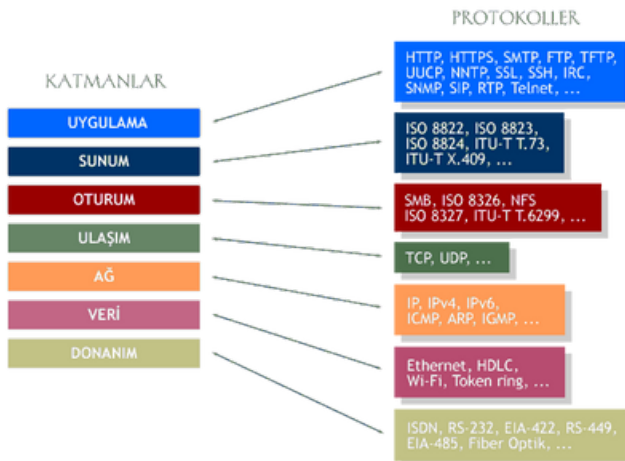 PROTOKOLLER
KATMANLAR
UYGULAMA
SUNUM
OTURUM
ULAŞIM
AĞ
VERİ
DONANIM
HTTP, HTTPS, SMTP, FTP, TFTP,
UUCP, NNTP, SSL, SSH, IRC,
SNMP, SIP, RTP, Telnet, ...
ISO 8822, ISO 8823,
ISO 8824, ITU-T T.73,
ITU-T X.409, ...
SMB, ISO 8326, NFS
ISO 8327, ITU-T T.6299, ...
TCP, UDP, ...
IP, IPv4, IPv6,
ICMP, ARP, IGMP, ...
Ethernet, HDLC,
Wi-Fi, Token ring, ...
ISDN, RS-232, EIA-422, RS-449,
EIA-485, Fiber Optik, ...